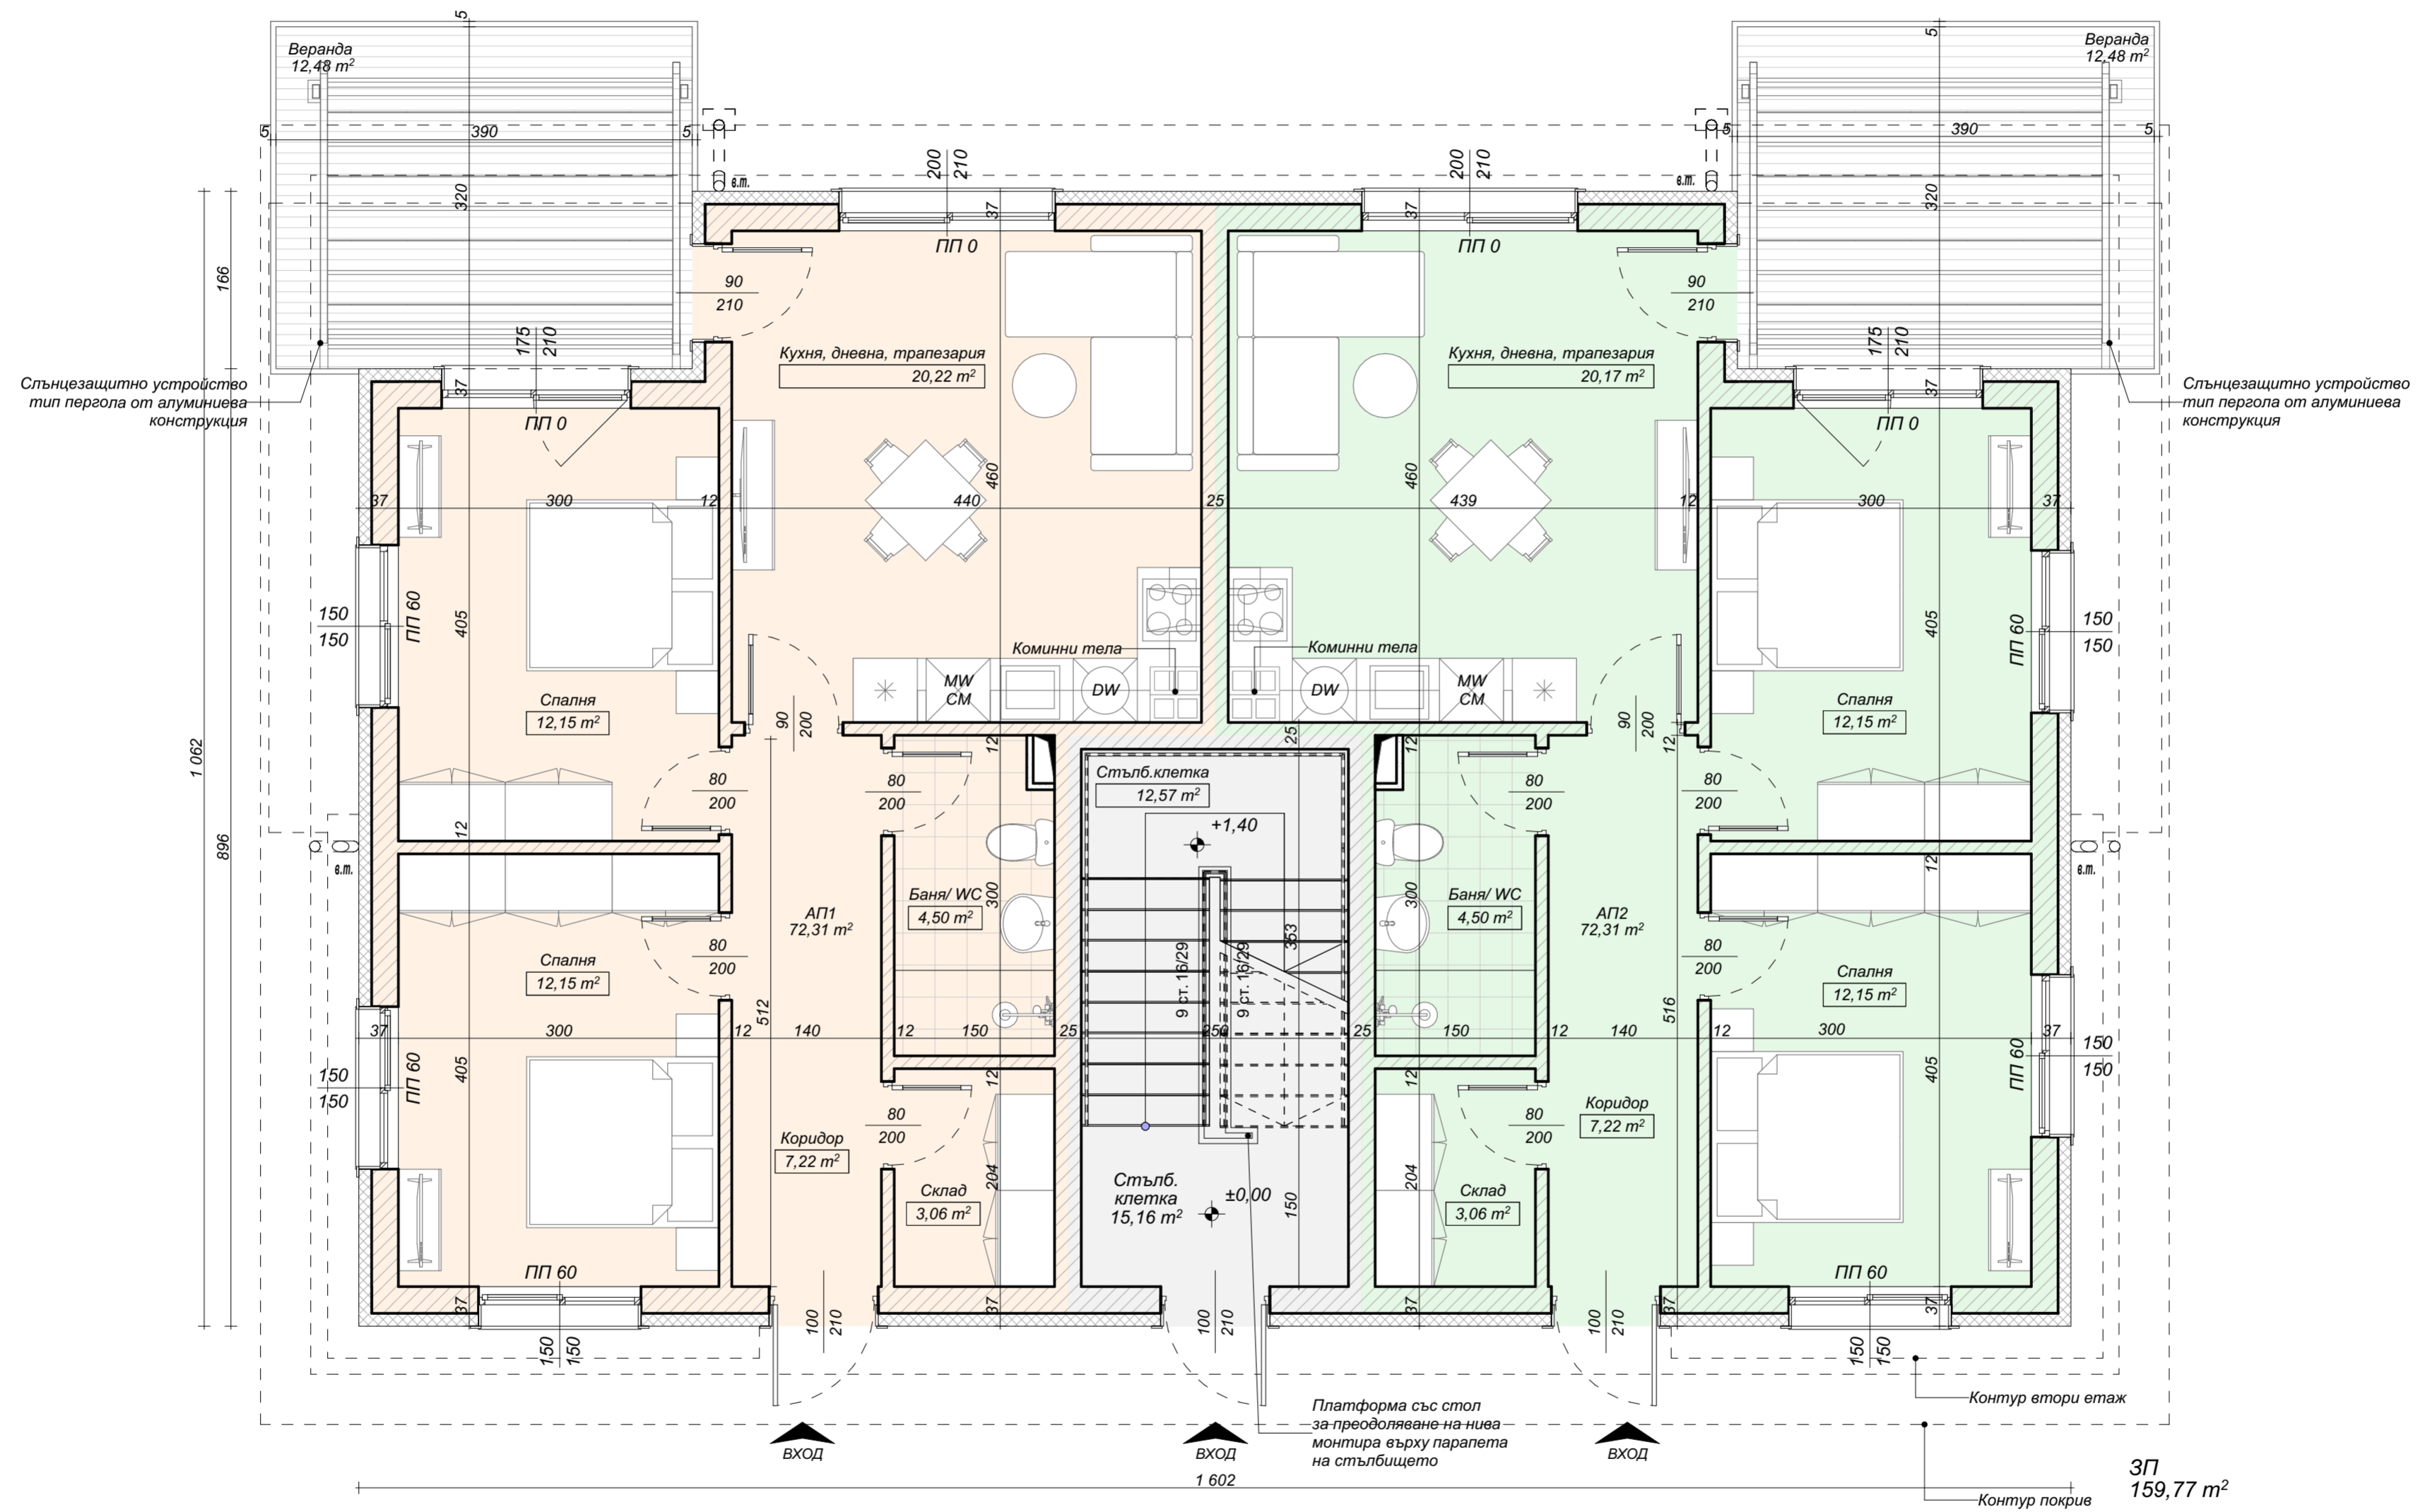 5
5
Веранда
12,48 m²
Веранда
12,48 m²
5
390
5
5
390
5
200
210
200
210
в.т.
в.т.
320
320
37
37
166
ПП 0
ПП 0
90
210
90
210
175
210
175
210
Кухня, дневна, трапезария
20,22 m²
Кухня, дневна, трапезария
20,17 m²
Слънцезащитно устройство
тип пергола от алуминиева
конструкция
Слънцезащитно устройство
тип пергола от алуминиева
конструкция
37
37
ПП 0
ПП 0
460
460
37
300
12
440
25
439
12
300
37
150
150
ПП 60
405
405
ПП 60
150
150
Коминни тела
Коминни тела
MW
CM
DW
DW
MW
CM
Спалня
12,15 m²
Спалня
12,15 m²
90
200
90
200
12
25
12
12
1 062
896
80
200
80
200
Стълб.клетка
12,57 m²
80
200
80
200
+1,40
12
12
в.т.
в.т.
Баня/ WC
4,50 m²
300
300
Баня/ WC
4,50 m²
АП1
72,31 m²
АП2
72,31 m²
80
200
80
200
353
9 ст. 16/29
9 ст. 16/29
Спалня
12,15 m²
Спалня
12,15 m²
512
516
37
300
12
140
12
150
25
250
25
150
12
140
12
300
37
150
150
ПП 60
405
405
ПП 60
150
150
12
12
80
200
80
200
Коридор
7,22 m²
Коридор
7,22 m²
Склад
3,06 m²
204
Стълб.
клетка
15,16 m²
±0,00
150
204
Склад
3,06 m²
ПП 60
ПП 60
37
37
37
37
37
150
150
100
210
100
210
100
210
150
150
Контур втори етаж
Платформа със стол
за преодоляване на нива
монтира върху парапета
на стълбището
ВХОД
ВХОД
ВХОД
1 602
ЗП
159,77 m²
Контур покрив